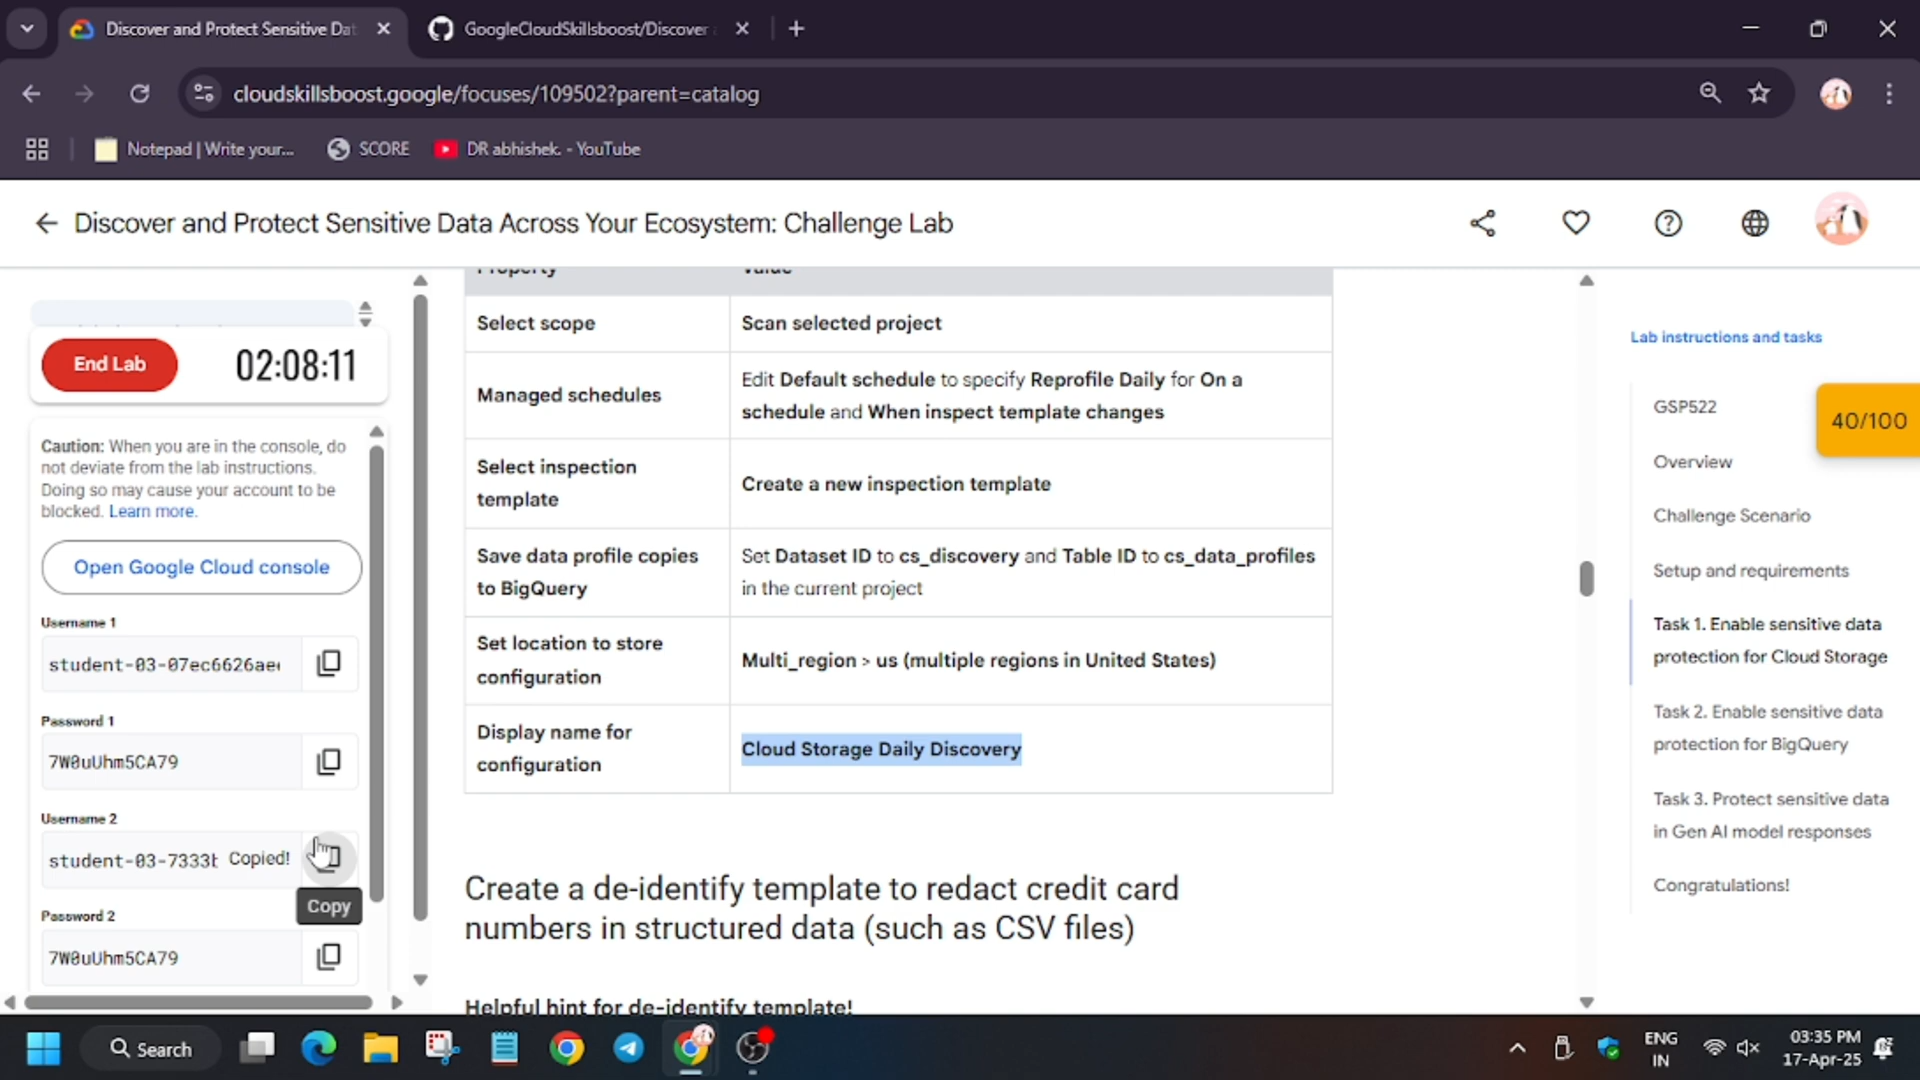 Discover and Protect Sensitive Dat
GoogleCloudSkillsboost/Discover a
cloudskillsboost.google/focuses/109502?parent=catalog
Notepad | Write your...
SCORE
DR abhishek. - YouTube
Discover and Protect Sensitive Data Across Your Ecosystem: Challenge Lab
End Lab
02:08:11
Caution: When you are in the console, do
not deviate from the lab instructions.
Doing so may cause your account to be
blocked. Learn more.
Open Google Cloud console
Username 1
student-03-07ec6626aee
Password 1
7W0uUhm5CA79
Username 2
student-03-7333b
Copied!
Copy
Password 2
7W0uUhm5CA79
Property
Value
Select scope
Scan selected project
Managed schedules
Edit Default schedule to specify Reprofile Daily for On a
schedule and When inspect template changes
Select inspection
template
Create a new inspection template
Save data profile copies
to BigQuery
Set Dataset ID to cs_discovery and Table ID to cs_data_profiles
in the current project
Set location to store
configuration
Multi_region > us (multiple regions in United States)
Display name for
configuration
Cloud Storage Daily Discovery
Create a de-identify template to redact credit card
numbers in structured data (such as CSV files)
Helpful hint for de-identify template!
Lab instructions and tasks
GSP522
40/100
Overview
Challenge Scenario
Setup and requirements
Task 1. Enable sensitive data
protection for Cloud Storage
Task 2. Enable sensitive data
protection for BigQuery
Task 3. Protect sensitive data
in Gen AI model responses
Congratulations!
Search
ENG
IN
03:35 PM
17-Apr-25